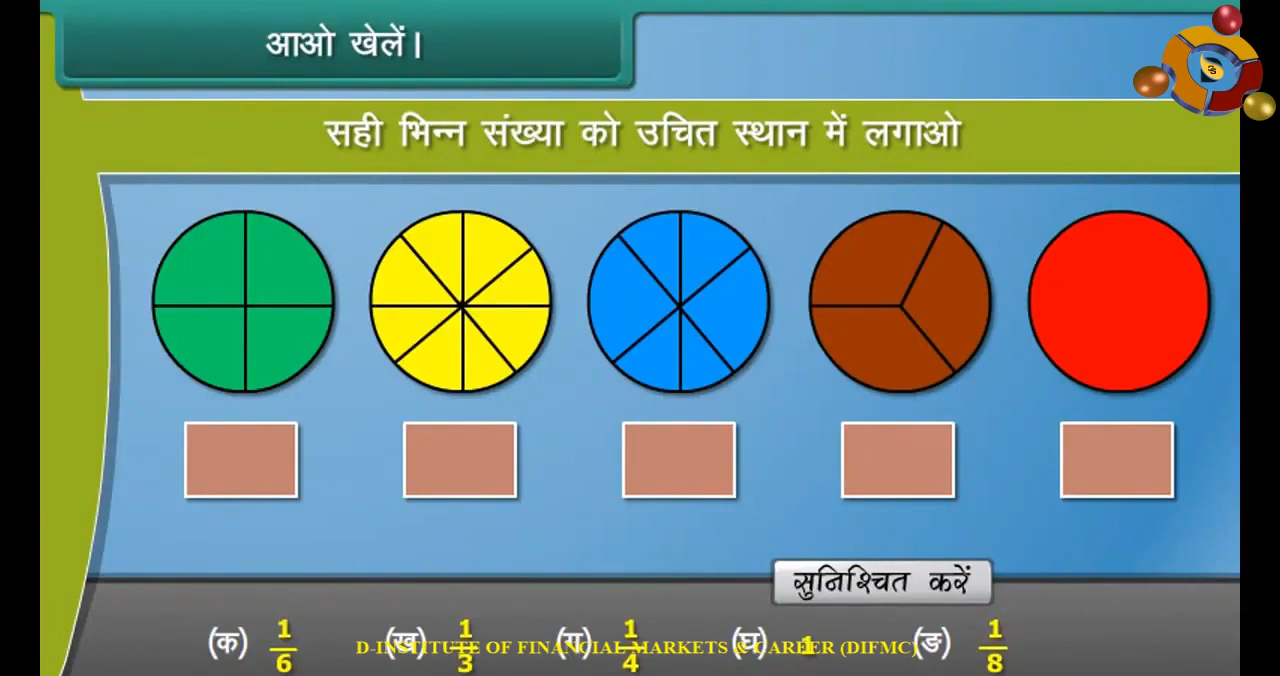 आओ खेलें।
सही भिन्न संख्या को उचित स्थान में लगाओ
सुनिश्चित करें
(क) 1/6 (ख) 1/3 (ग) 1/4 (घ) 1 (ङ) 1/8
D-INSTITUTE OF FINANCIAL MARKETS & CAREER (DIFMC)